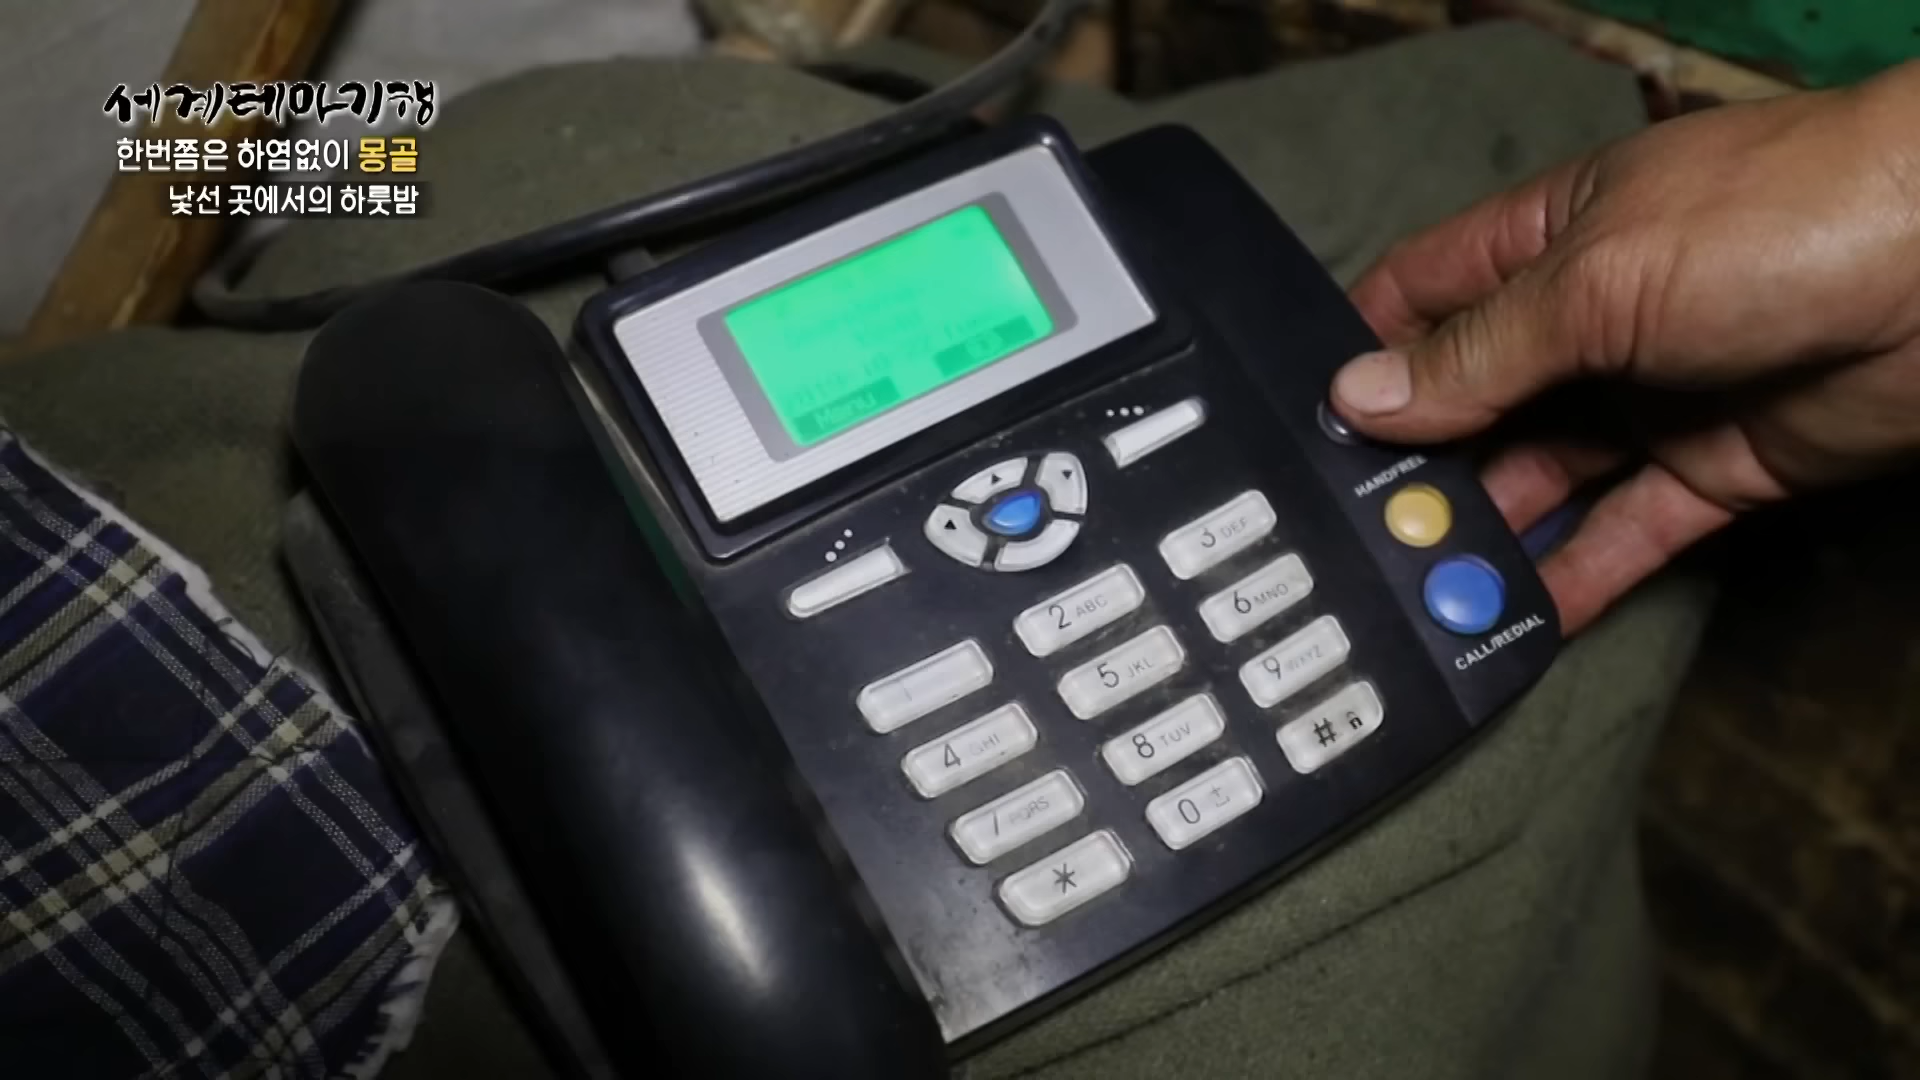 세계테마기행
한번쯤은 하염없이 몽골
낯선 곳에서의 하룻밤
Menu
HANDFREE
CALL/REDIAL
1
2 ABC
3 DEF
4 GHI
5 JKL
6 MNO
7 PQRS
8 TUV
9 WXYZ
*
0
#